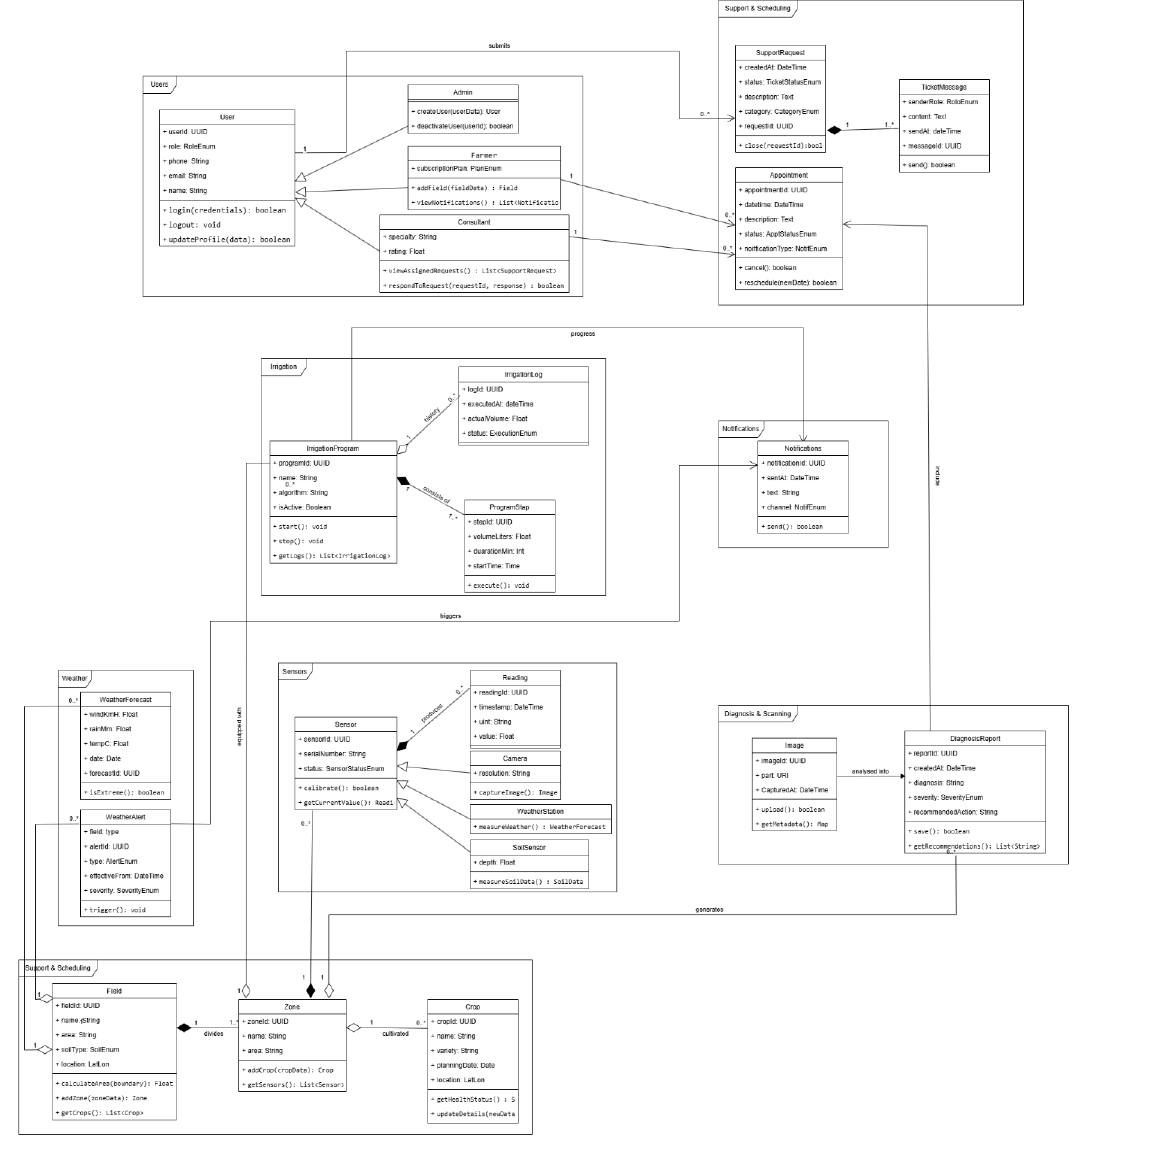 Support & Scheduling
submits
SupportRequest
+ createdAt: DateTime
+ status: TicketStatusEnum
+ description: Text
+ category: CategoryEnum
+ requestId: UUID
+ close(requestId):bool
0..*
1
1..*
TicketMessage
+ senderRole: RoleEnum
+ content: Text
+ sendAt: dateTime
+ messageId: UUID
+ send(): boolean
Users
User
+ userId: UUID
+ role: RoleEnum
+ phone: String
+ email: String
+ name: String
+ login(credentials): boolean
+ logout: void
+ updateProfile(data): boolean
1
Admin
+ createUser(userData): User
+ deactivateUser(userId): boolean
Farmer
+ subscriptionPlan: PlanEnum
+ addField(fieldData) : Field
+ viewNotifications() : List<Notificatio
1
0..*
Consultant
+ specialty: String
+ rating: Float
+ viewAssignedRequests() : List<SupportRequest>
+ respondToRequest(requestId, response) : boolean
1
0..*
Appointment
+ appointmentId: UUID
+ datetime: DateTime
+ description: Text
+ status: ApptStatusEnum
+ notificationType: NotifEnum
+ cancel(): boolean
+ reschedule(newDate): boolean
progress
Irrigation
IrrigationLog
+ logId: UUID
+ executedAt: dateTime
+ actualVolume: Float
+ status: ExecutionEnum
0..*
history
1
IrrigationProgram
+ programId: UUID
+ name: String
0..*
+ algorithm: String
+ isActive: Boolean
+ start(): void
+ stop(): void
+ getLogs(): List<IrrigationLog>
1
consists of
1..*
ProgramStep
+ stepId: UUID
+ volumeLiters: Float
+ duarationMin: Int
+ startTime: Time
+ execute(): void
Notifications
Notifications
+ notificationId: UUID
+ sentAt: DateTime
+ text: String
+ channel: NotifEnum
+ send(): boolean
include
triggers
Weather
0..*
WeatherForecast
+ windKmH: Float
+ rainMm: Float
+ tempC: Float
+ date: Date
+ forecastId: UUID
+ isExtreme(): boolean
0..*
WeatherAlert
+ field: type
+ alertId: UUID
+ type: AlertEnum
+ effectiveFrom: DateTime
+ severity: SeverityEnum
+ trigger(): void
equipped with
Sensors
Reading
+ readingId: UUID
+ timestamp: DateTime
+ uint: String
+ value: Float
0..*
produces
1
Sensor
+ sensorId: UUID
+ serialNumber: String
+ status: SensorStatusEnum
+ calibrate(): boolean
+ getCurrentValue(): Readi
0..*
Camera
+ resolution: String
+ captureImage(): Image
WeatherStation
+ measureWeather() : WeatherForecast
SoilSensor
+ depth: Float
+ measureSoilData() : SoilData
Diagnosis & Scanning
Image
+ imageId: UUID
+ part: URI
+ CapturedAt: DateTime
+ upload(): boolean
+ getMetadata(): Map
analysed into
DiagnosisReport
+ reportId: UUID
+ createdAt: DateTime
+ diagnosis: String
+ severity: SeverityEnum
+ recommendedAction: String
+ save(): boolean
+ getRecommendations(): List<String>
0..*
generates
Support & Scheduling
Field
+ fieldId: UUID
+ name: String
+ area: String
+ soilType: SoilEnum
+ location: LatLon
+ calculateArea(boundary): Float
+ addZone(zoneData): Zone
+ getCrops(): List<Crop>
1
1
1
divides
1..*
1
1
1
Zone
+ zoneId: UUID
+ name: String
+ area: String
+ addCrop(cropData): Crop
+ getSensors(): List<Sensor>
1
cultivated
0..*
Crop
+ cropId: UUID
+ name: String
+ variety: String
+ planningDate: Date
+ location: LatLon
+ getHealthStatus() : S
+ updateDetails(newData